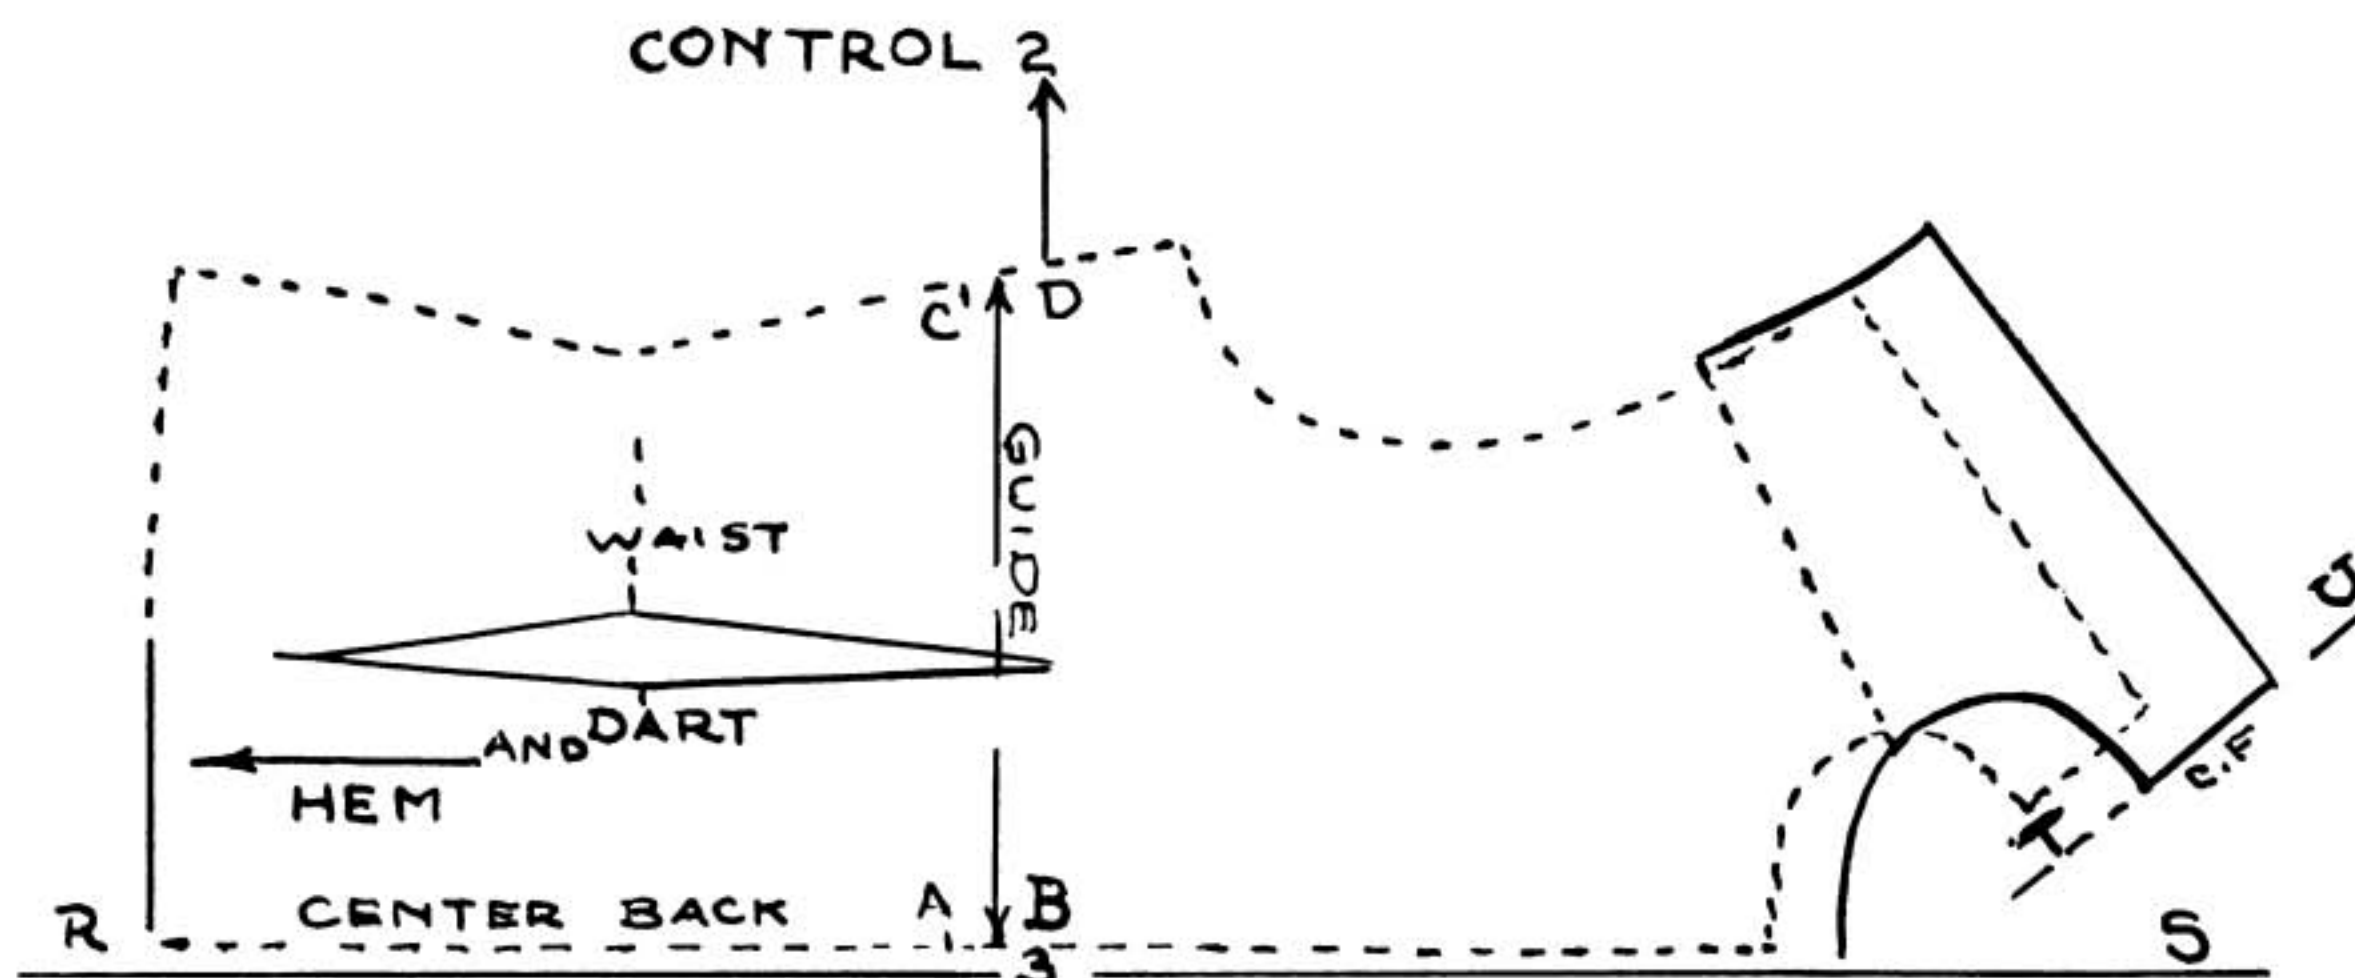 CONTROL 2
C' D
GUIDE
WAIST
U
AND DART
C.F
HEM
T
R CENTER BACK A B S
3